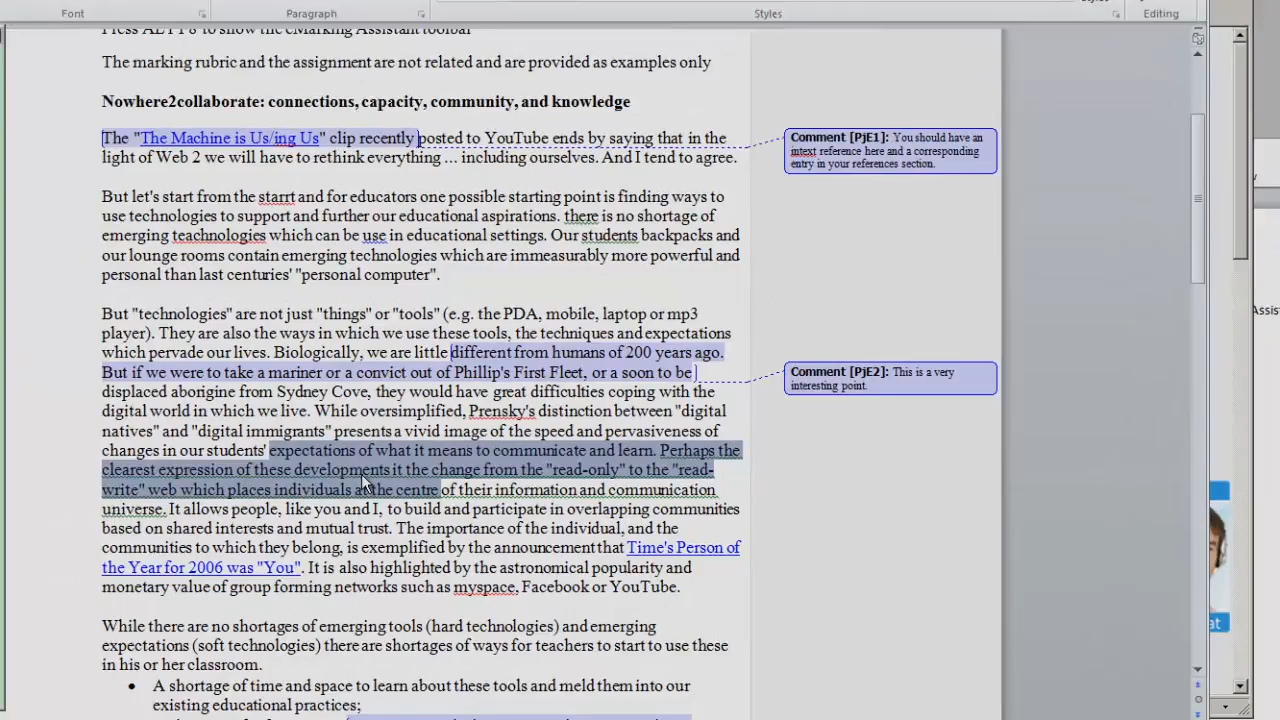 Font
Paragraph
Styles
Editing
Press ALT F8 to show the eMarking Assistant toolbar
The marking rubric and the assignment are not related and are provided as examples only
Nowhere2collaborate: connections, capacity, community, and knowledge
The "The Machine is Us/ing Us" clip recently posted to YouTube ends by saying that in the
light of Web 2 we will have to rethink everything ... including ourselves. And I tend to agree.
Comment [PjE1]: You should have an
intext reference here and a corresponding
entry in your references section.
But let's start from the starrt and for educators one possible starting point is finding ways to
use technologies to support and further our educational aspirations. there is no shortage of
emerging teachnologies which can be use in educational settings. Our students backpacks and
our lounge rooms contain emerging technologies which are immeasurably more powerful and
personal than last centuries' "personal computer".
But "technologies" are not just "things" or "tools" (e.g. the PDA, mobile, laptop or mp3
player). They are also the ways in which we use these tools, the techniques and expectations
which pervade our lives. Biologically, we are little different from humans of 200 years ago.
But if we were to take a mariner or a convict out of Phillip's First Fleet, or a soon to be
displaced aborigine from Sydney Cove, they would have great difficulties coping with the
digital world in which we live. While oversimplified, Prensky's distinction between "digital
natives" and "digital immigrants" presents a vivid image of the speed and pervasiveness of
changes in our students' expectations of what it means to communicate and learn. Perhaps the
clearest expression of these developments it the change from the "read-only" to the "read-
write" web which places individuals at the centre of their information and communication
universe. It allows people, like you and I, to build and participate in overlapping communities
based on shared interests and mutual trust. The importance of the individual, and the
communities to which they belong, is exemplified by the announcement that Time's Person of
the Year for 2006 was "You". It is also highlighted by the astronomical popularity and
monetary value of group forming networks such as myspace, Facebook or YouTube.
Comment [PjE2]: This is a very
interesting point.
While there are no shortages of emerging tools (hard technologies) and emerging
expectations (soft technologies) there are shortages of ways for teachers to start to use these
in his or her classroom.
• A shortage of time and space to learn about these tools and meld them into our
existing educational practices;